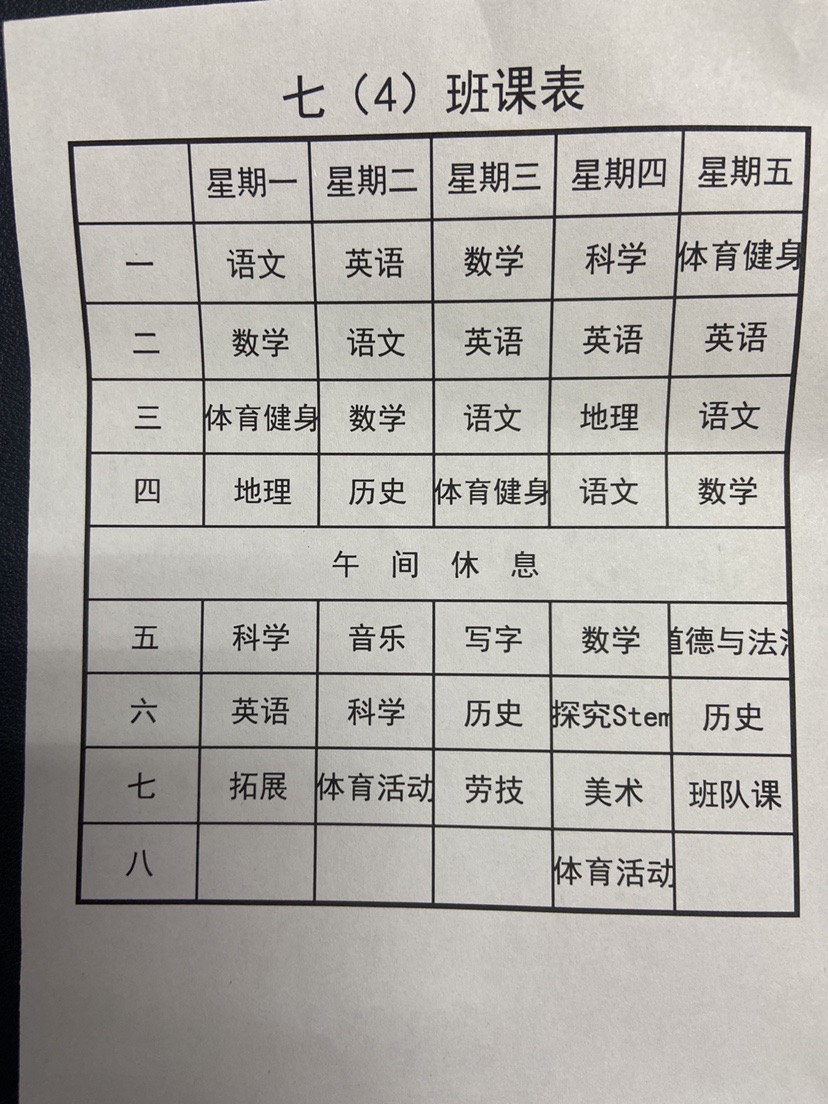 七（4）班课表
星期一 星期二 星期三 星期四 星期五
一 语文 英语 数学 科学 体育健身
二 数学 语文 英语 英语 英语
三 体育健身 数学 语文 地理 语文
四 地理 历史 体育健身 语文 数学
午间休息
五 科学 音乐 写字 数学 道德与法治
六 英语 科学 历史 探究Stem 历史
七 拓展 体育活动 劳技 美术 班队课
八 体育活动